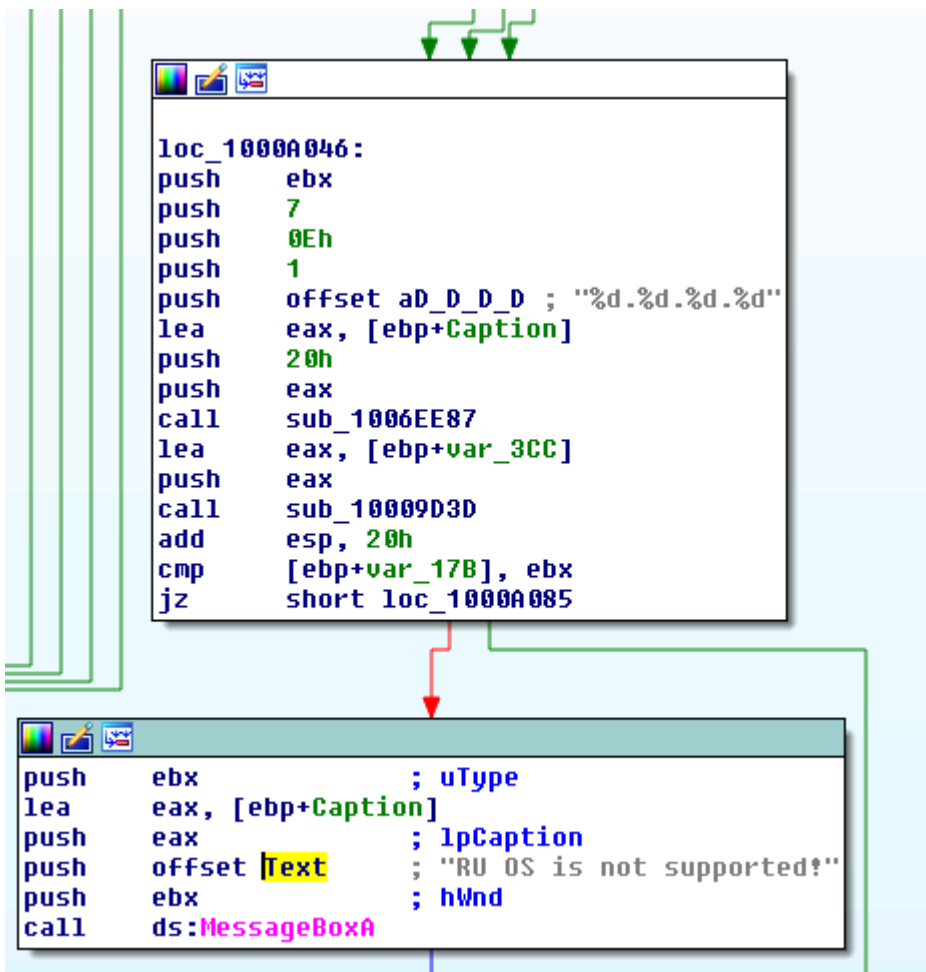 loc_1000A046:
push ebx
push 7
push 0Eh
push 1
push offset aD_D_D_D ; "%d.%d.%d.%d"
lea eax, [ebp+Caption]
push 20h
push eax
call sub_1006EE87
lea eax, [ebp+var_3CC]
push eax
call sub_10009D3D
add esp, 20h
cmp [ebp+var_17B], ebx
jz short loc_1000A085
push ebx ; uType
lea eax, [ebp+Caption]
push eax ; lpCaption
push offset Text ; "RU OS is not supported!"
push ebx ; hWnd
call ds:MessageBoxA